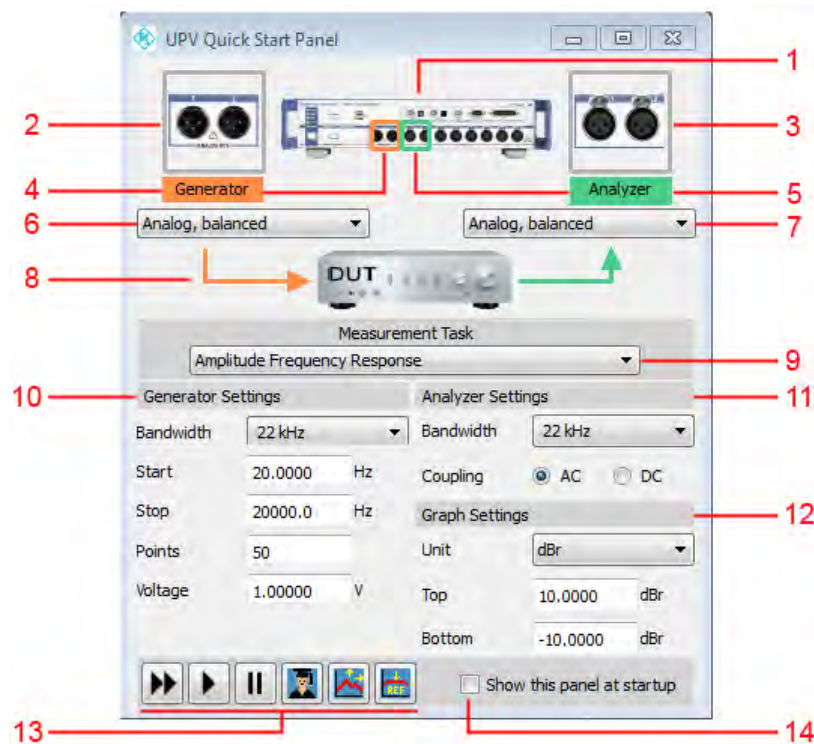 UPV Quick Start Panel
1
2
3
4
Generator
Analyzer
5
6
Analog, balanced
Analog, balanced
7
8
DUT
Measurement Task
Amplitude Frequency Response
9
10
Generator Settings
Analyzer Settings
11
Bandwidth
22 kHz
Bandwidth
22 kHz
Start
20.0000
Hz
Coupling
AC
DC
Stop
20000.0
Hz
Graph Settings
12
Points
50
Unit
dBr
Voltage
1.00000
V
Top
10.0000
dBr
Bottom
-10.0000
dBr
REF
Show this panel at startup
13
14